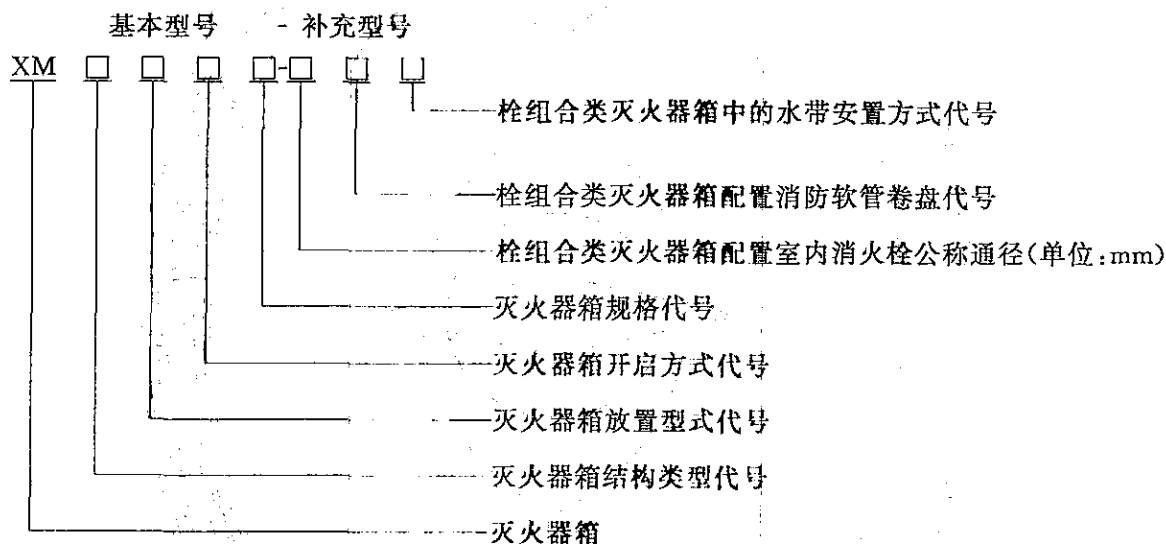 基本型号 - 补充型号
XM □ □ □ □-□ □ □
栓组合类灭火器箱中的水带安置方式代号
栓组合类灭火器箱配置消防软管卷盘代号
栓组合类灭火器箱配置室内消火栓公称通径(单位:mm)
灭火器箱规格代号
灭火器箱开启方式代号
灭火器箱放置型式代号
灭火器箱结构类型代号
灭火器箱